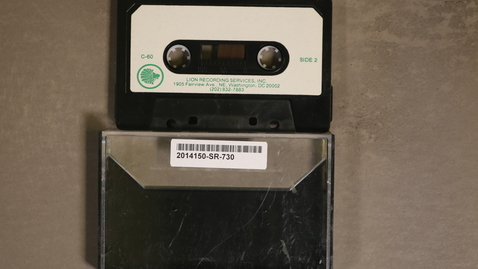 C-60
SIDE 2
LION RECORDING SERVICES, INC.
1905 Fairview Ave., NE, Washington, DC 20002
(202) 832-7883
2014150-SR-730